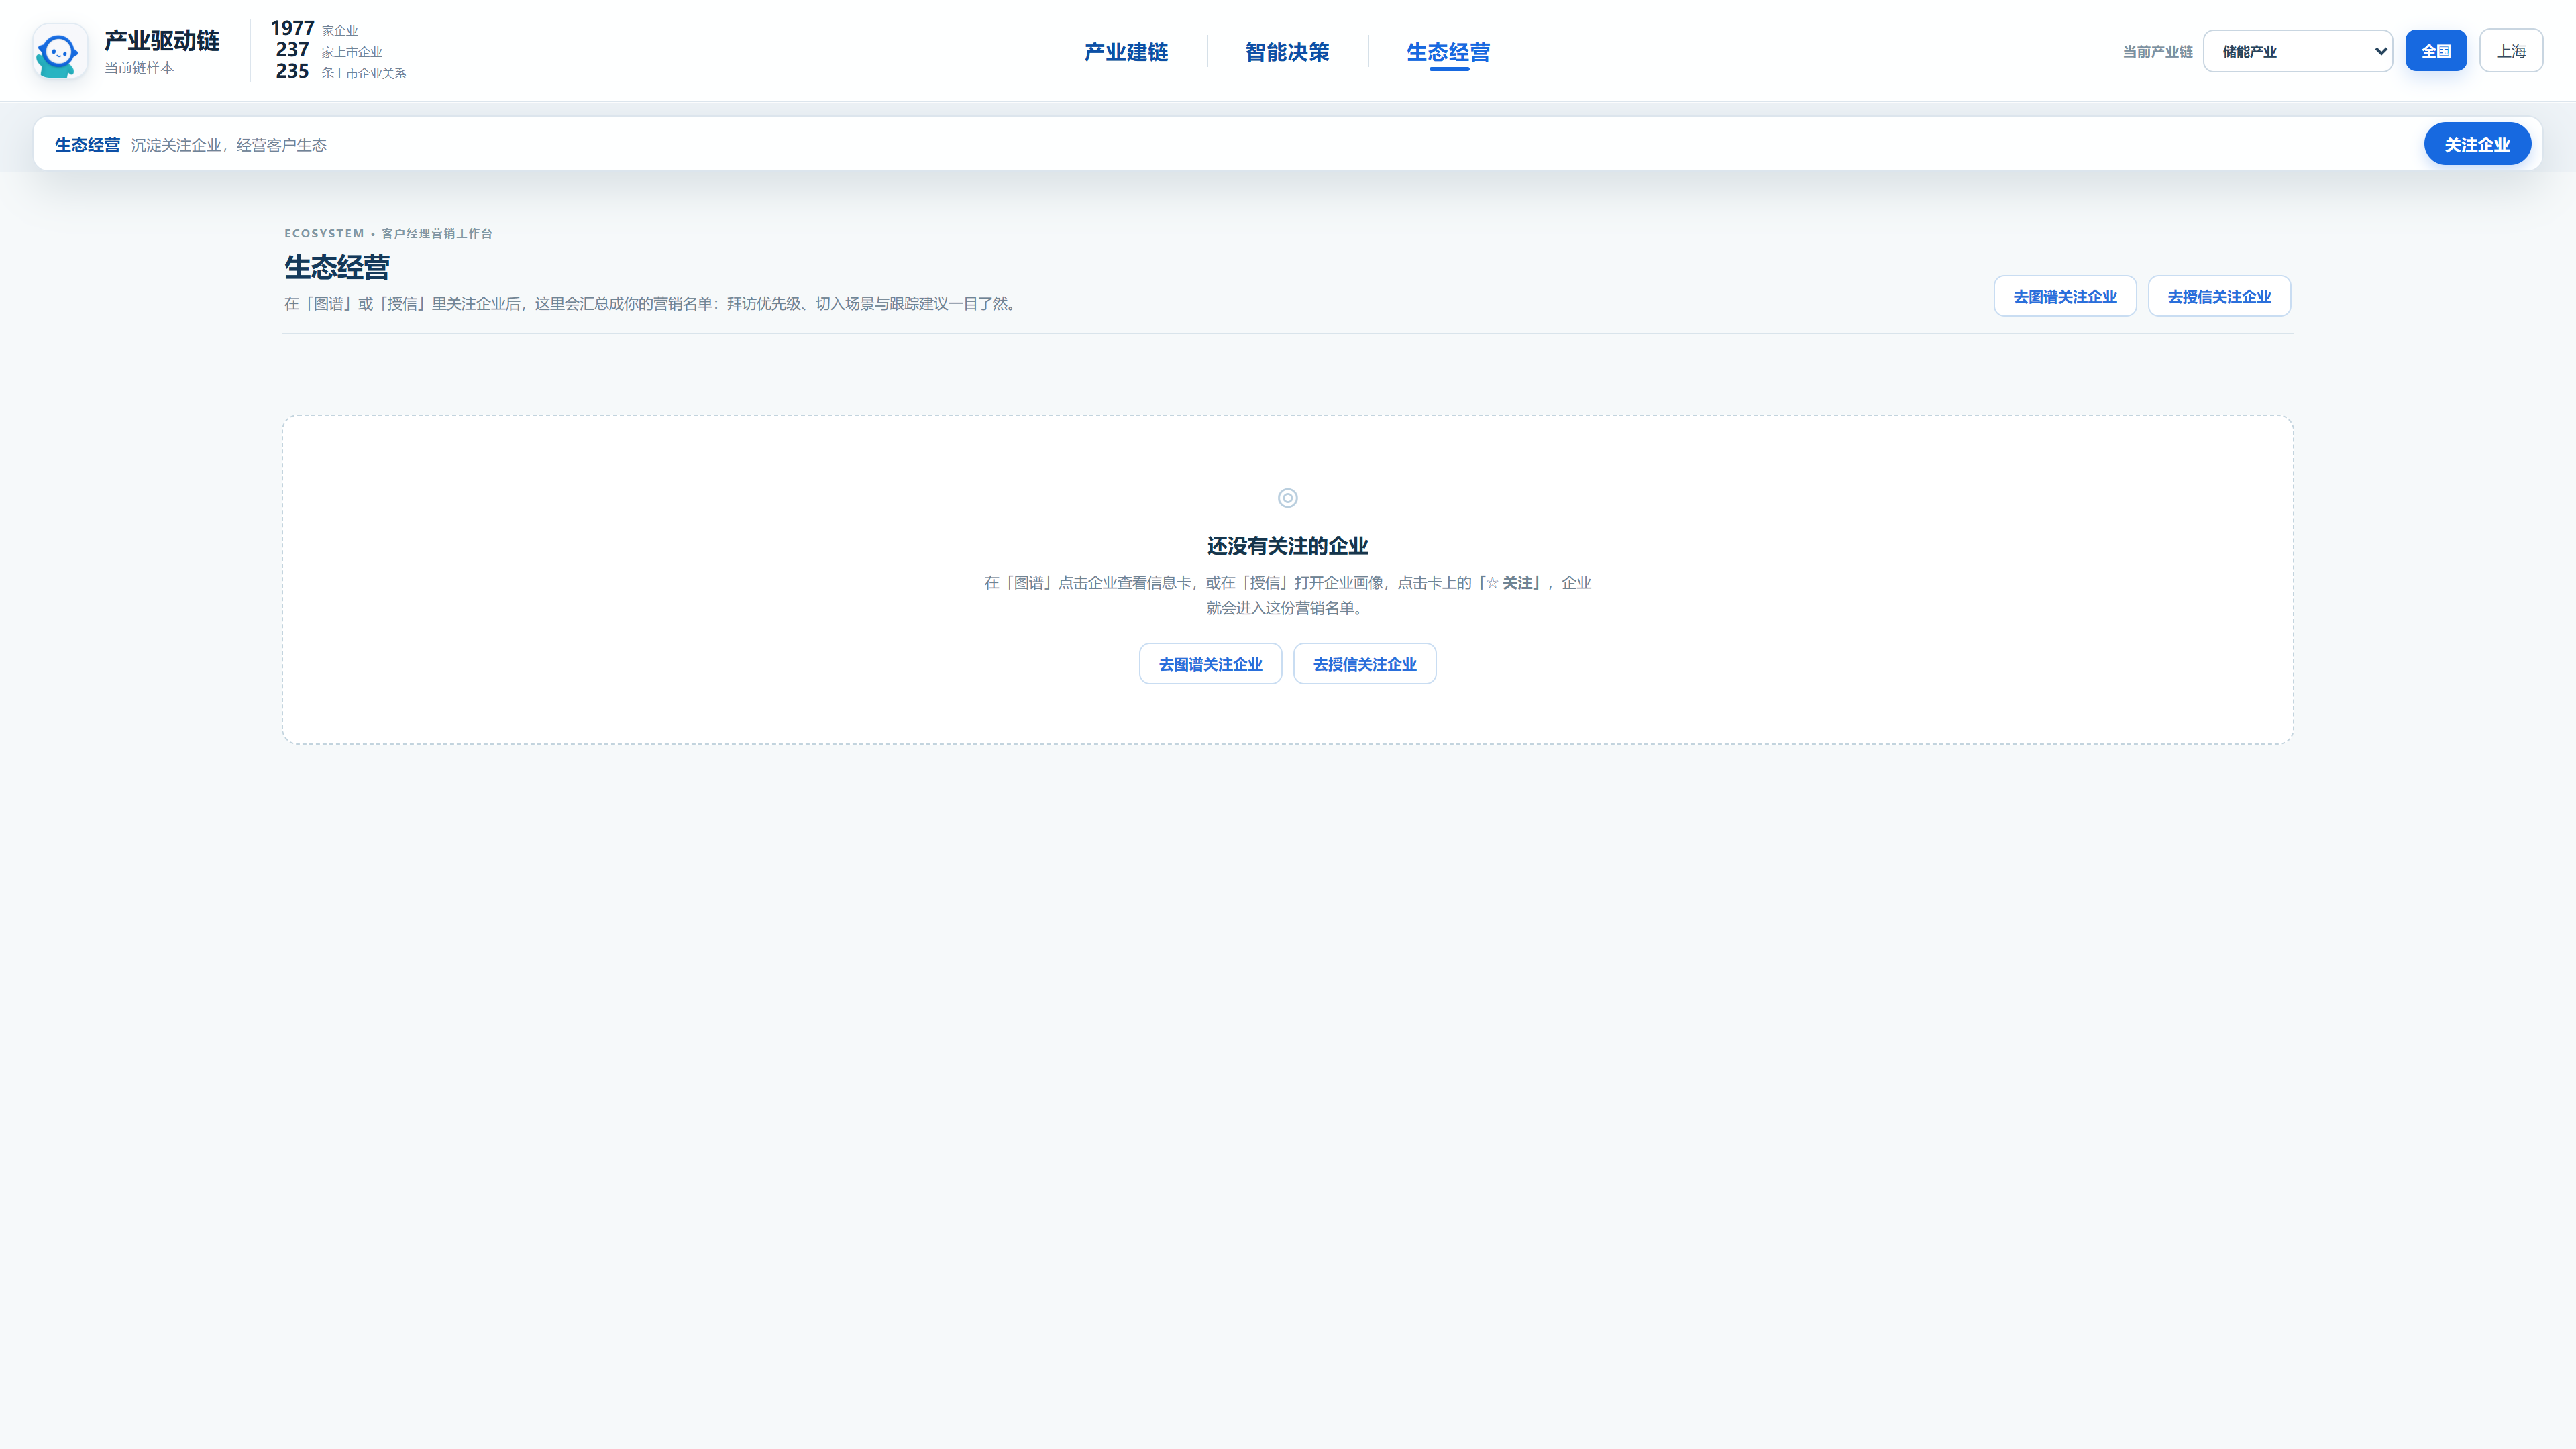 产业驱动链
当前链样本
1977 家企业
237 家上市企业
235 条上市企业关系
产业建链
智能决策
生态经营
当前产业链
储能产业
全国
上海
生态经营 沉淀关注企业，经营客户生态
关注企业
ECOSYSTEM • 客户经理营销工作台
生态经营
在「图谱」或「授信」里关注企业后，这里会汇总成你的营销名单：拜访优先级、切入场景与跟踪建议一目了然。
去图谱关注企业
去授信关注企业
◎
还没有关注的企业
在「图谱」点击企业查看信息卡，或在「授信」打开企业画像，点击卡上的「☆ 关注」，企业
就会进入这份营销名单。
去图谱关注企业
去授信关注企业